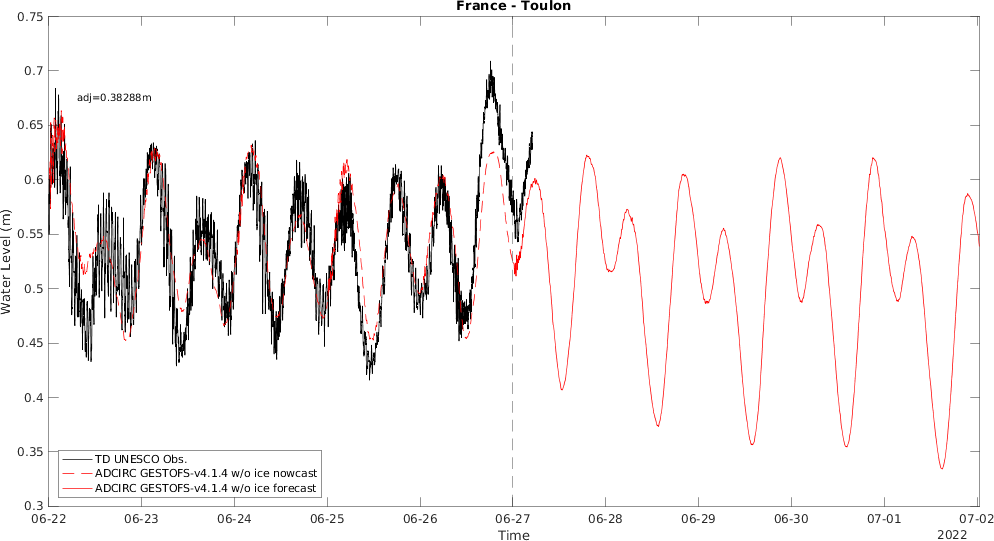 France - Toulon
0.75
0.7
0.65
0.6
0.55
0.5
0.45
0.4
0.35
0.3
Water Level (m)
adj=0.38288m
TD UNESCO Obs.
ADCIRC GESTOFS-v4.1.4 w/o ice nowcast
ADCIRC GESTOFS-v4.1.4 w/o ice forecast
06-22 06-23 06-24 06-25 06-26 06-27 06-28 06-29 06-30 07-01 07-02
Time
2022